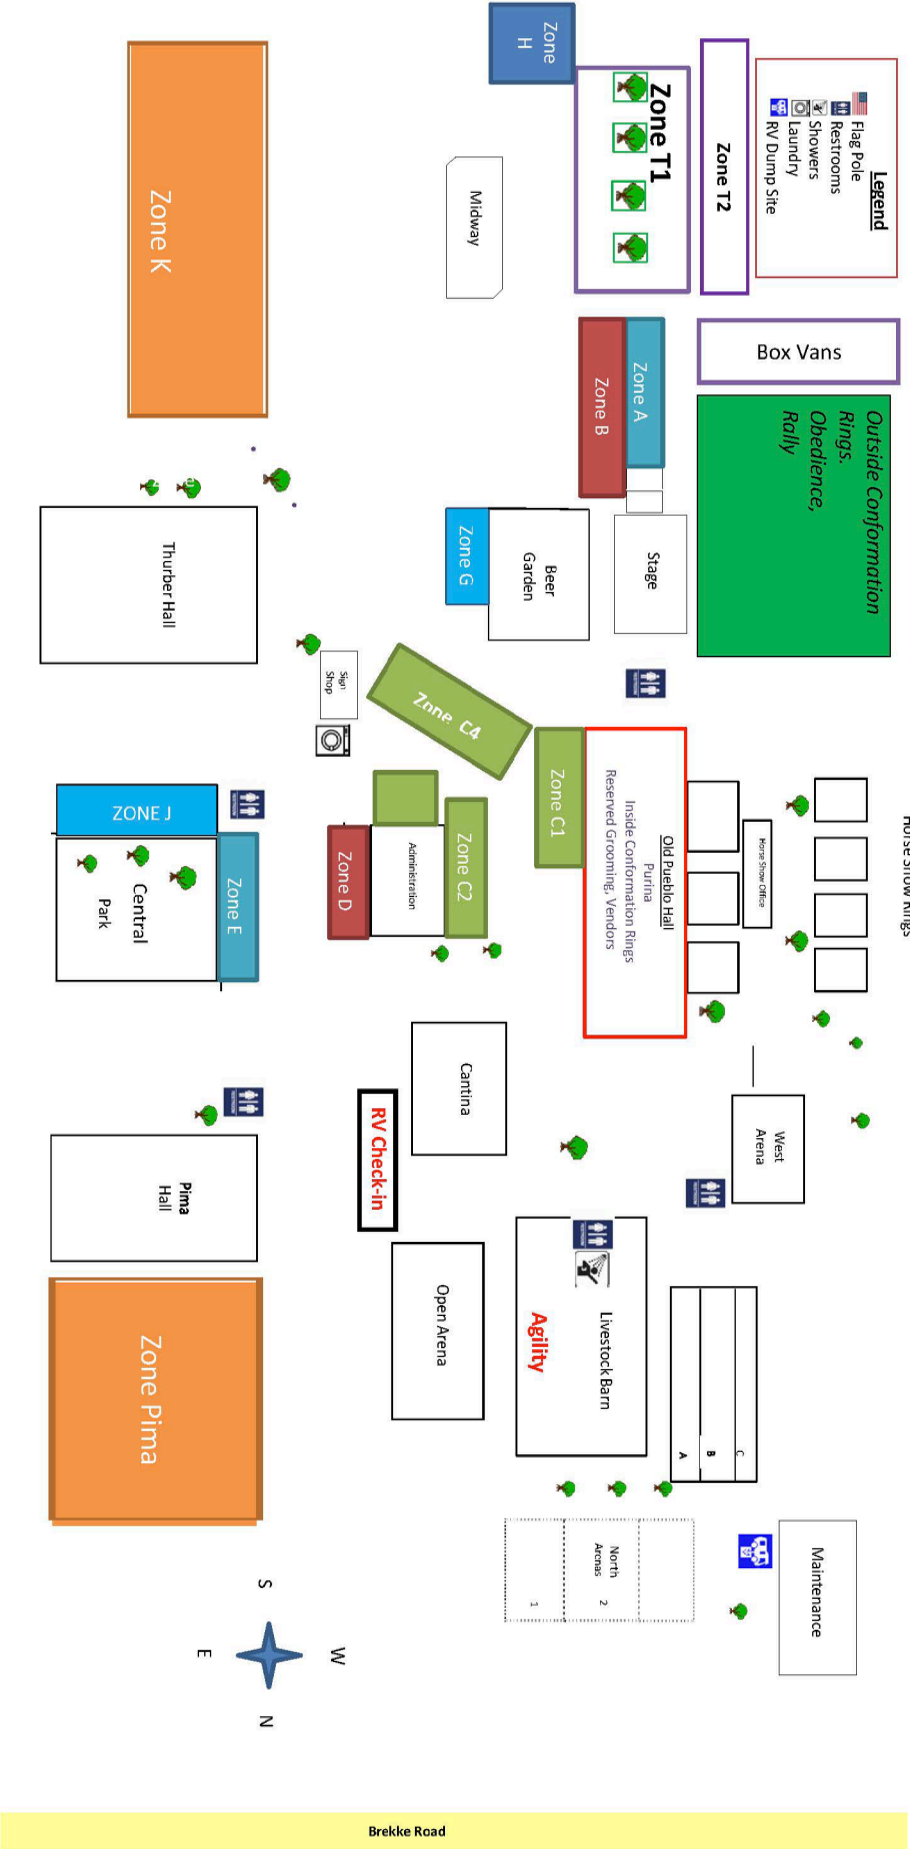 Legend
Flag Pole
Restrooms
Showers
Laundry
RV Dump Site
Zone T2
Zone T1
Zone
H
Midway
Zone K
Box Vans
Outside Conformation
Rings.
Obedience,
Rally
Zone A
Zone B
Stage
Beer
Garden
Zone G
Thurber Hall
Sign
Shop
Zone C4
Zone C1
Old Pueblo Hall
Purina
Inside Conformation Rings
Reserved Grooming, Vendors
Horse Show Office
Horse Show Rings
Zone C2
Administration
Zone D
ZONE J
Zone E
Central
Park
Cantina
RV Check-in
West
Arena
Pima
Hall
Open Arena
Livestock Barn
Agility
C
B
A
Zone Pima
North
Arenas
2
1
Maintenance
S
W
E
N
Brekke Road